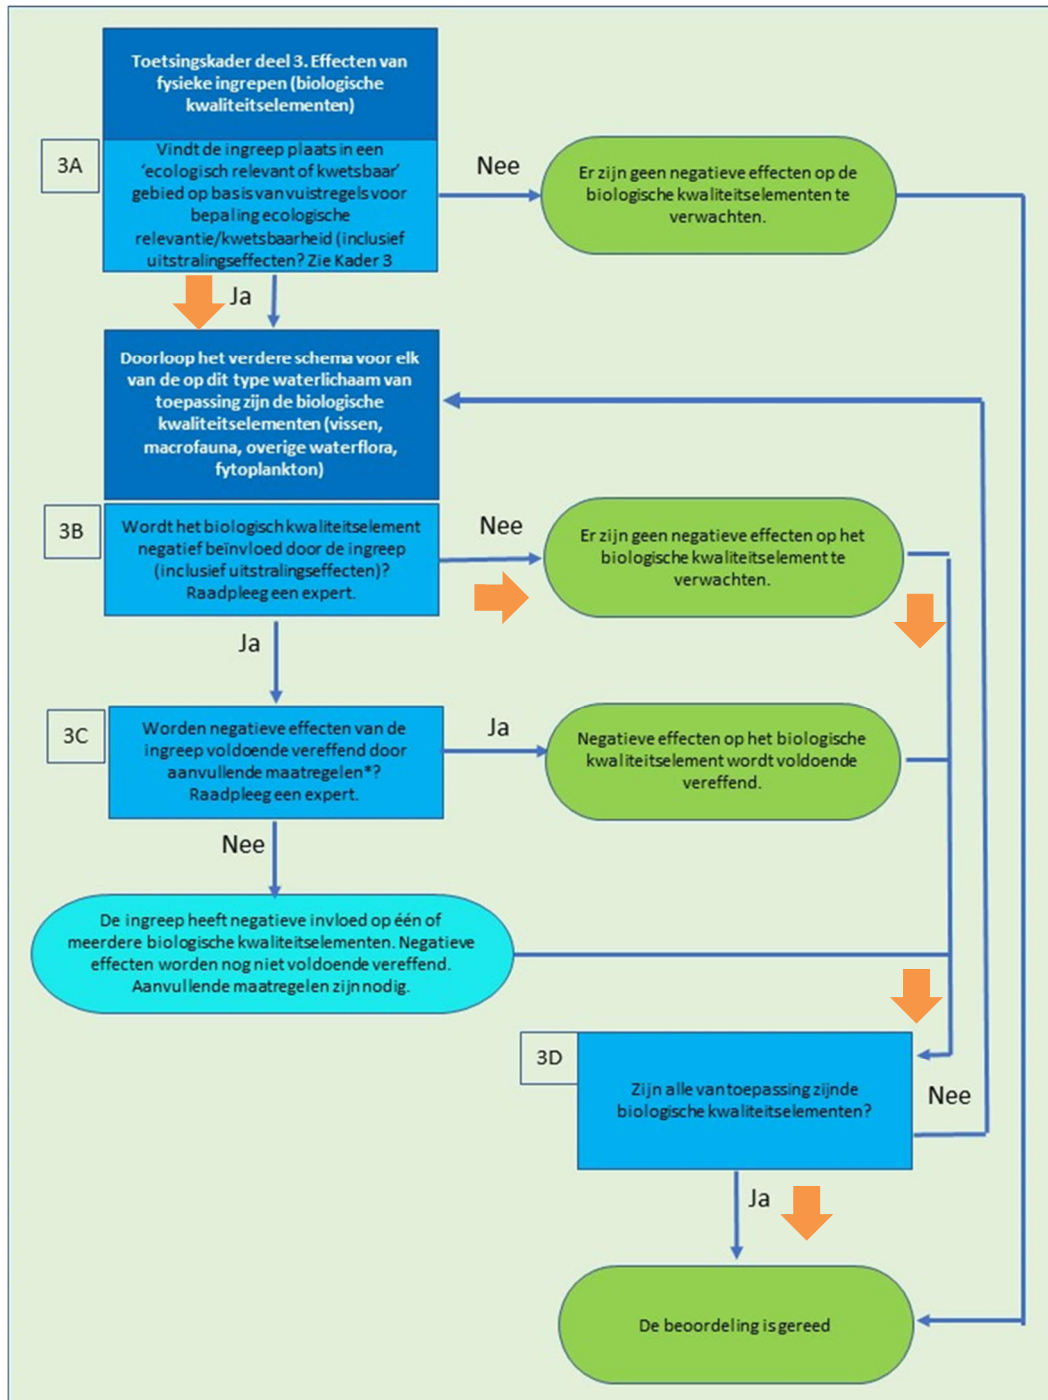 Toetsingskader deel 3. Effecten van
fysieke ingrepen (biologische
kwaliteitselementen)
3A
Vindt de ingreep plaats in een
‘ecologisch relevant of kwetsbaar’
gebied op basis van vuistregels voor
bepaling ecologische
relevantie/kwetsbaarheid (inclusief
uitstralingseffecten? Zie Kader 3
Nee
Er zijn geen negatieve effecten op de
biologische kwaliteitselementen te
verwachten.
Ja
Doorloop het verdere schema voor elk
van de op dit type waterlichaam van
toepassing zijn de biologische
kwaliteitselementen (vissen,
macrofauna, overige waterflora,
fytoplankton)
3B
Wordt het biologisch kwaliteitselement
negatief beïnvloed door de ingreep
(inclusief uitstralingseffecten)?
Raadpleeg een expert.
Nee
Er zijn geen negatieve effecten op het
biologische kwaliteitselement te
verwachten.
Ja
3C
Worden negatieve effecten van de
ingreep voldoende vereffend door
aanvullende maatregelen*?
Raadpleeg een expert.
Ja
Negatieve effecten op het biologische
kwaliteitselement wordt voldoende
vereffend.
Nee
De ingreep heeft negatieve invloed op één of
meerdere biologische kwaliteitselementen. Negatieve
effecten worden nog niet voldoende vereffend.
Aanvullende maatregelen zijn nodig.
3D
Zijn alle van toepassing zijnde
biologische kwaliteitselementen?
Nee
Ja
De beoordeling is gereed